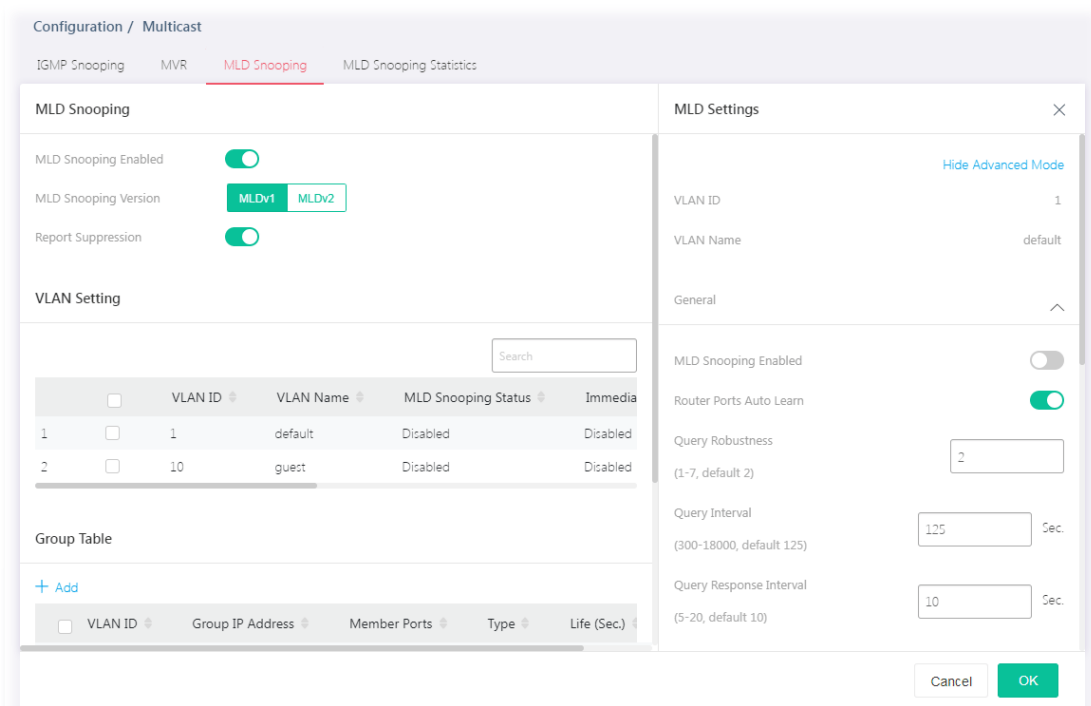 Configuration / Multicast
IGMP Snooping MVR MLD Snooping MLD Snooping Statistics
MLD Snooping
MLD Snooping Enabled
MLD Snooping Version MLDv1 MLDv2
Report Suppression
VLAN Setting
Search
VLAN ID VLAN Name MLD Snooping Status Immedia
1 1 default Disabled Disabled
2 10 guest Disabled Disabled
Group Table
+ Add
VLAN ID Group IP Address Member Ports Type Life (Sec.)
MLD Settings
Hide Advanced Mode
VLAN ID 1
VLAN Name default
General
MLD Snooping Enabled
Router Ports Auto Learn
Query Robustness
(1-7, default 2) 2
Query Interval
(300-18000, default 125) 125 Sec.
Query Response Interval
(5-20, default 10) 10 Sec.
Cancel OK